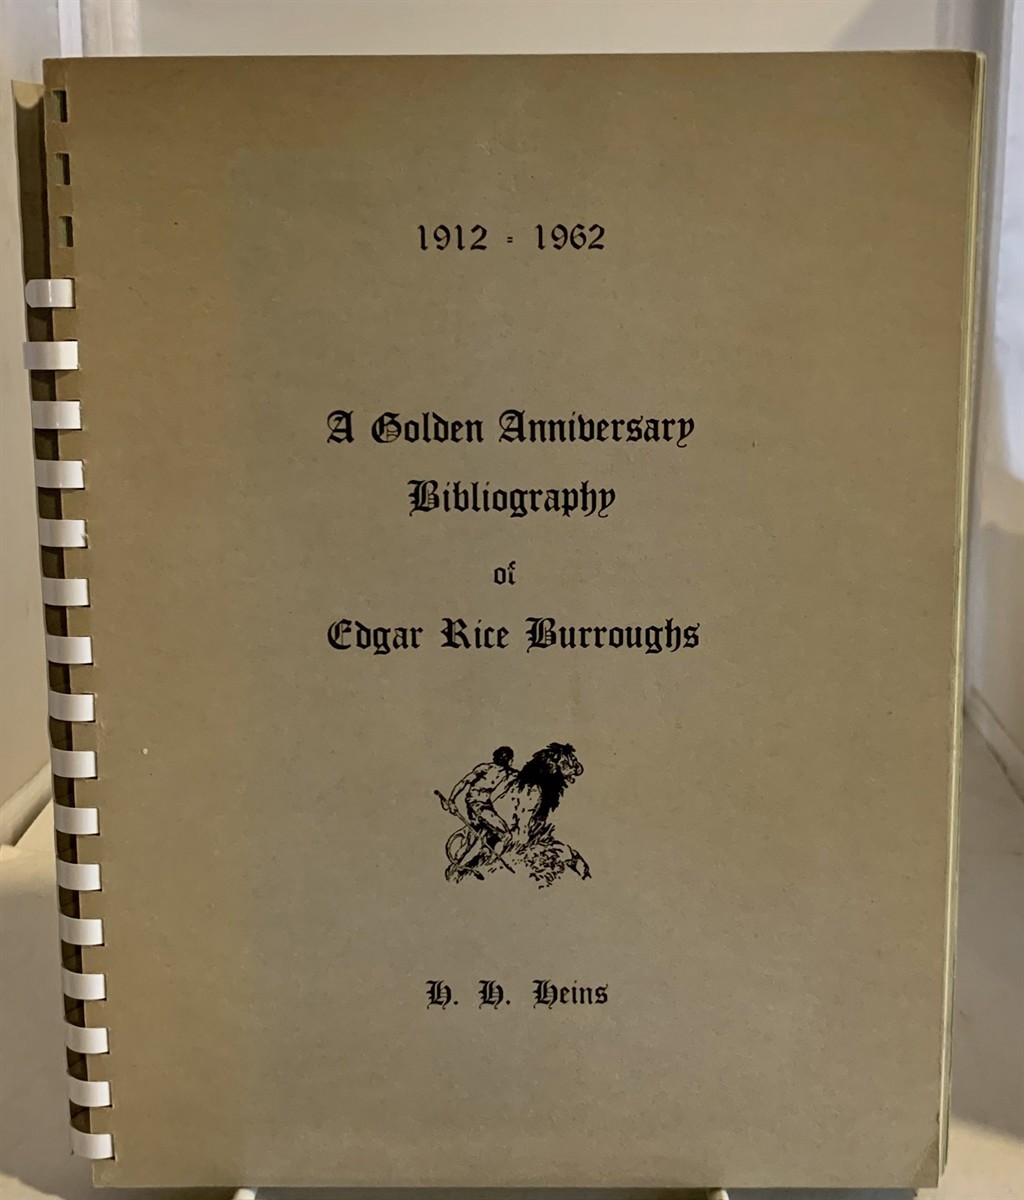 1912 - 1962
A Golden Anniversary
Bibliography
of
Edgar Rice Burroughs
H. H. Heins